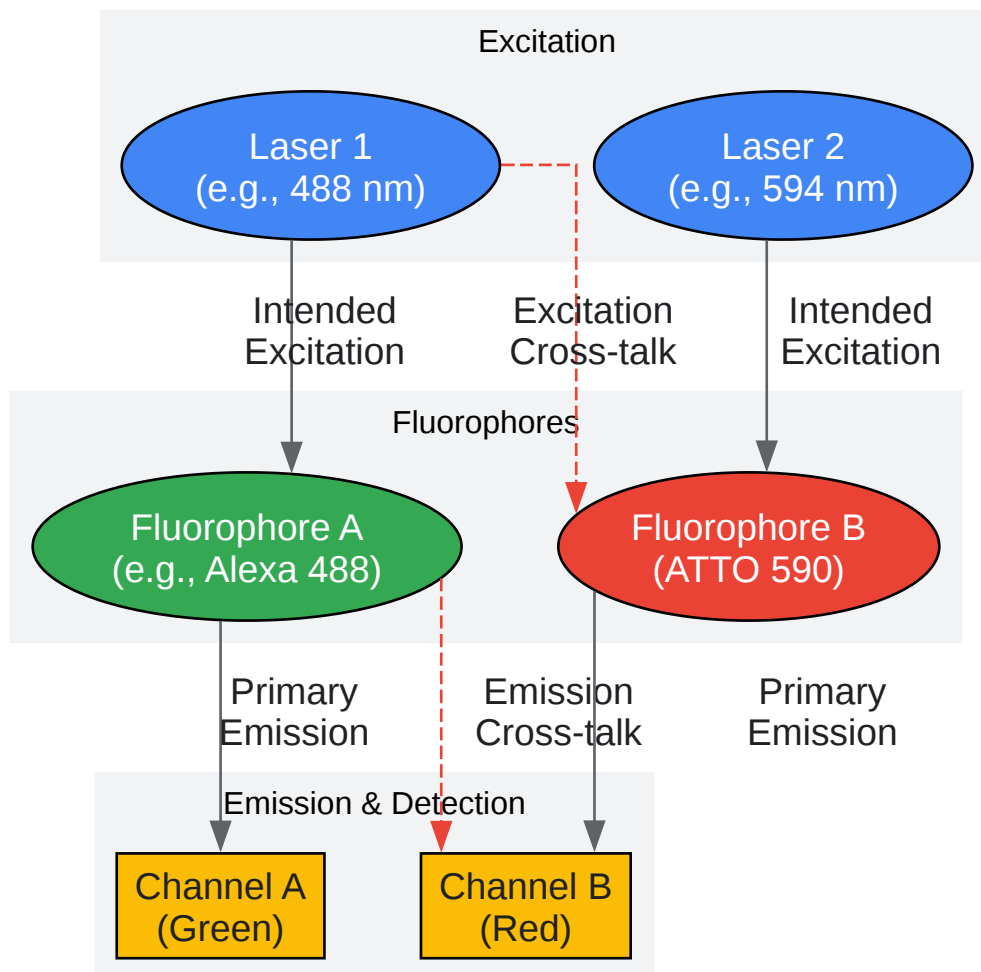 Excitation
Laser 1
(e.g., 488 nm)
Laser 2
(e.g., 594 nm)
Intended
Excitation
Excitation
Cross-talk
Intended
Excitation
Fluorophores
Fluorophore A
(e.g., Alexa 488)
Fluorophore B
(ATTO 590)
Primary
Emission
Emission
Cross-talk
Primary
Emission
Emission & Detection
Channel A
(Green)
Channel B
(Red)